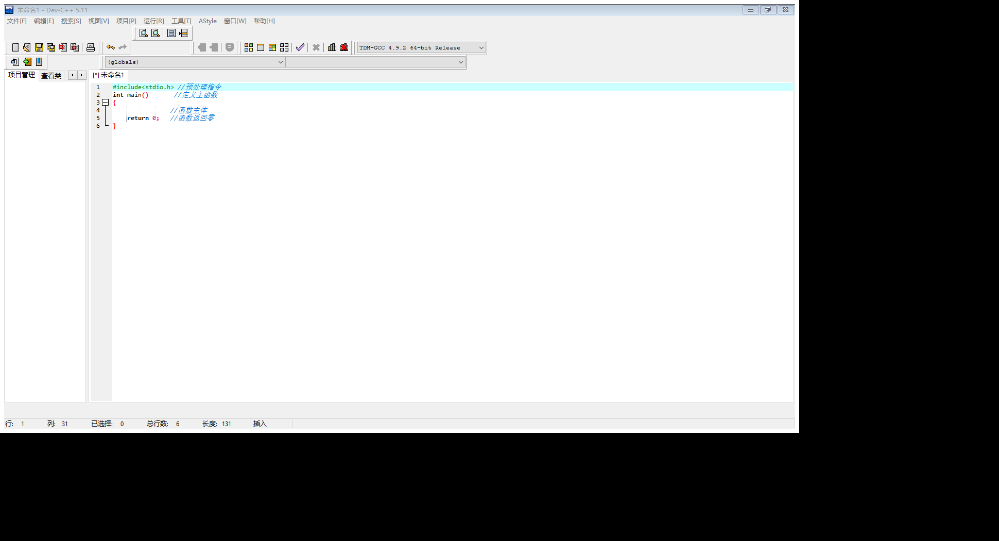 未命名1 - Dev-C++ 5.11
文件[F] 编辑[E] 搜索[S] 视图[V] 项目[P] 运行[R] 工具[T] AStyle 窗口[W] 帮助[H]
TDM-GCC 4.9.2 64-bit Release
(globals)
项目管理 查看类 [*] 未命名1
1 #include<stdio.h> //预处理指令
2 int main() //定义主函数
3 {
4 //函数主体
5 return 0; //函数返回零
6 }
行: 1 列: 31 已选择: 0 总行数: 6 长度: 131 插入